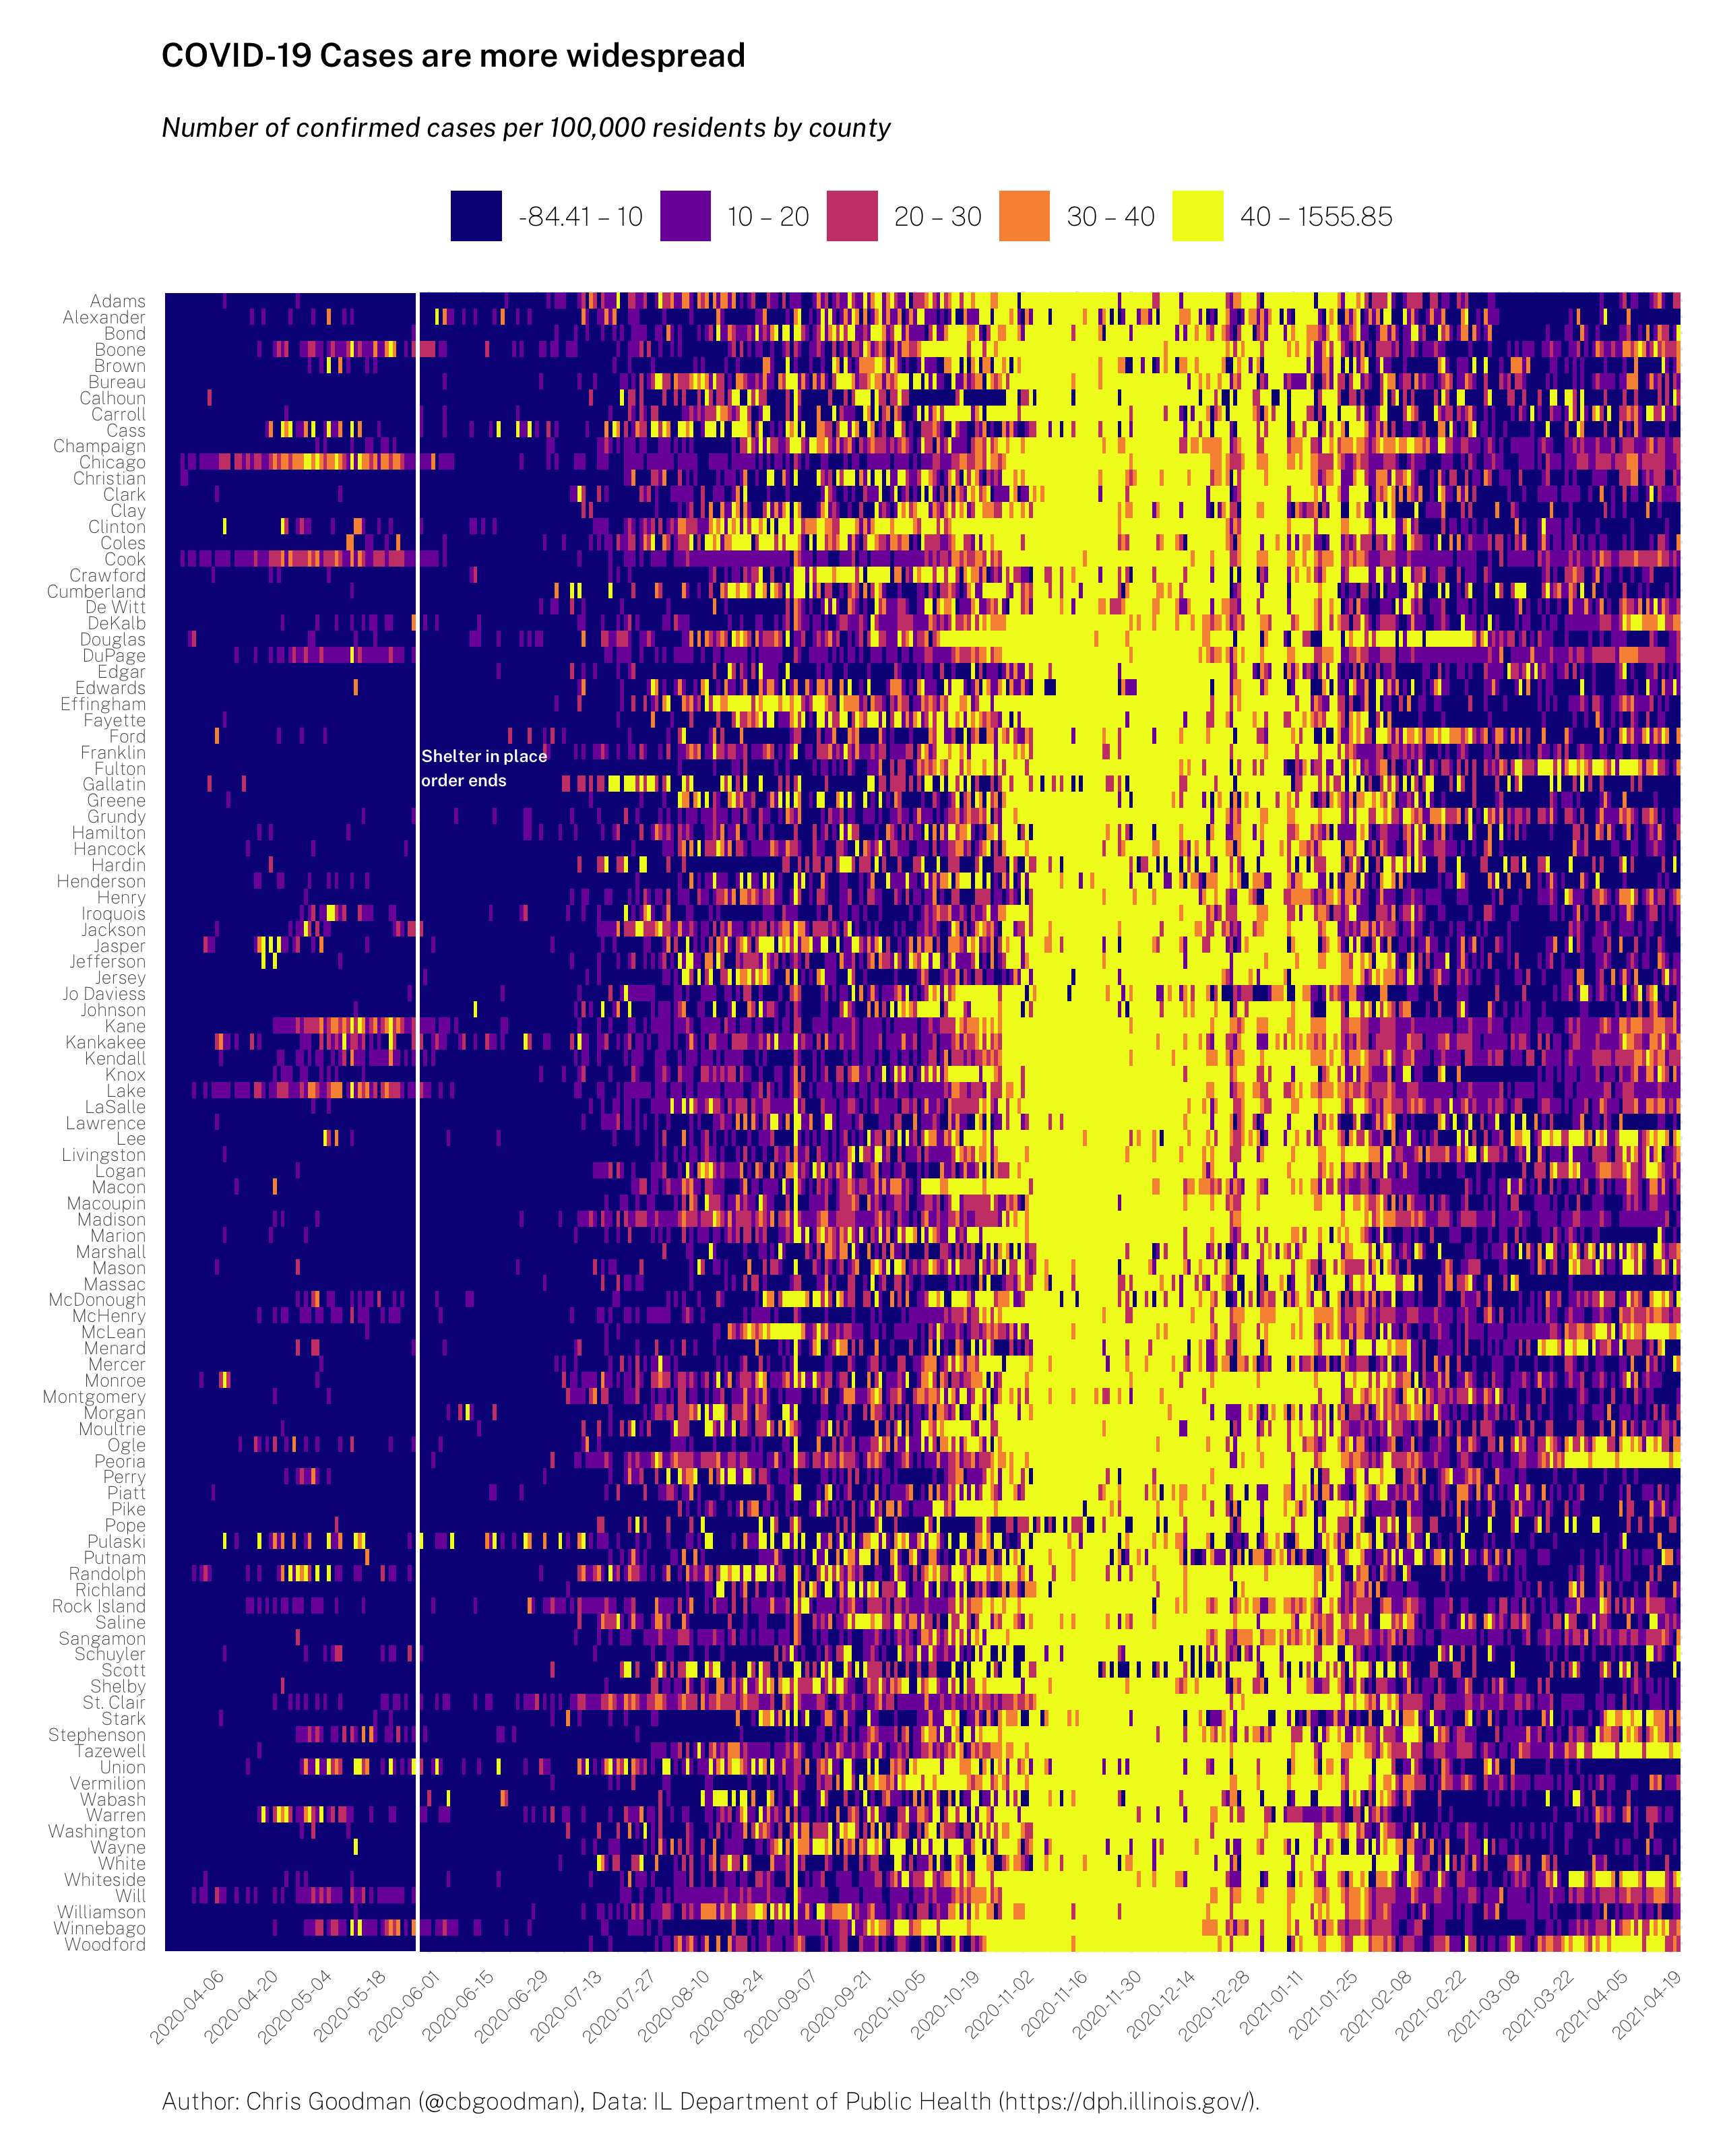 COVID-19 Cases are more widespread
Number of confirmed cases per 100,000 residents by county
-84.41 – 10
10 – 20
20 – 30
30 – 40
40 – 1555.85
Adams
Alexander
Bond
Boone
Brown
Bureau
Calhoun
Carroll
Cass
Champaign
Chicago
Christian
Clark
Clay
Clinton
Coles
Cook
Crawford
Cumberland
De Witt
DeKalb
Douglas
DuPage
Edgar
Edwards
Effingham
Fayette
Ford
Franklin
Fulton
Gallatin
Greene
Grundy
Hamilton
Hancock
Hardin
Henderson
Henry
Iroquois
Jackson
Jasper
Jefferson
Jersey
Jo Daviess
Johnson
Kane
Kankakee
Kendall
Knox
Lake
LaSalle
Lawrence
Lee
Livingston
Logan
Macon
Macoupin
Madison
Marion
Marshall
Mason
Massac
McDonough
McHenry
McLean
Menard
Mercer
Monroe
Montgomery
Morgan
Moultrie
Ogle
Peoria
Perry
Piatt
Pike
Pope
Pulaski
Putnam
Randolph
Richland
Rock Island
Saline
Sangamon
Schuyler
Scott
Shelby
St. Clair
Stark
Stephenson
Tazewell
Union
Vermilion
Wabash
Warren
Washington
Wayne
White
Whiteside
Will
Williamson
Winnebago
Woodford
Shelter in place
order ends
2020-04-06
2020-04-20
2020-05-04
2020-05-18
2020-06-01
2020-06-15
2020-06-29
2020-07-13
2020-07-27
2020-08-10
2020-08-24
2020-09-07
2020-09-21
2020-10-05
2020-10-19
2020-11-02
2020-11-16
2020-11-30
2020-12-14
2020-12-28
2021-01-11
2021-01-25
2021-02-08
2021-02-22
2021-03-08
2021-03-22
2021-04-05
2021-04-19
Author: Chris Goodman (@cbgoodman), Data: IL Department of Public Health (https://dph.illinois.gov/).